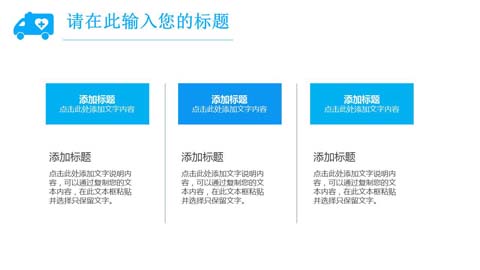 请在此输入您的标题
添加标题
点击此处添加文字内容
添加标题
点击此处添加文字内容
添加标题
点击此处添加文字内容
添加标题
点击此处添加文字说明内
容，可以通过复制您的文
本内容，在此文本框粘贴
并选择只保留文字。
添加标题
点击此处添加文字说明内
容，可以通过复制您的文
本内容，在此文本框粘贴
并选择只保留文字。
添加标题
点击此处添加文字说明内
容，可以通过复制您的文
本内容，在此文本框粘贴
并选择只保留文字。